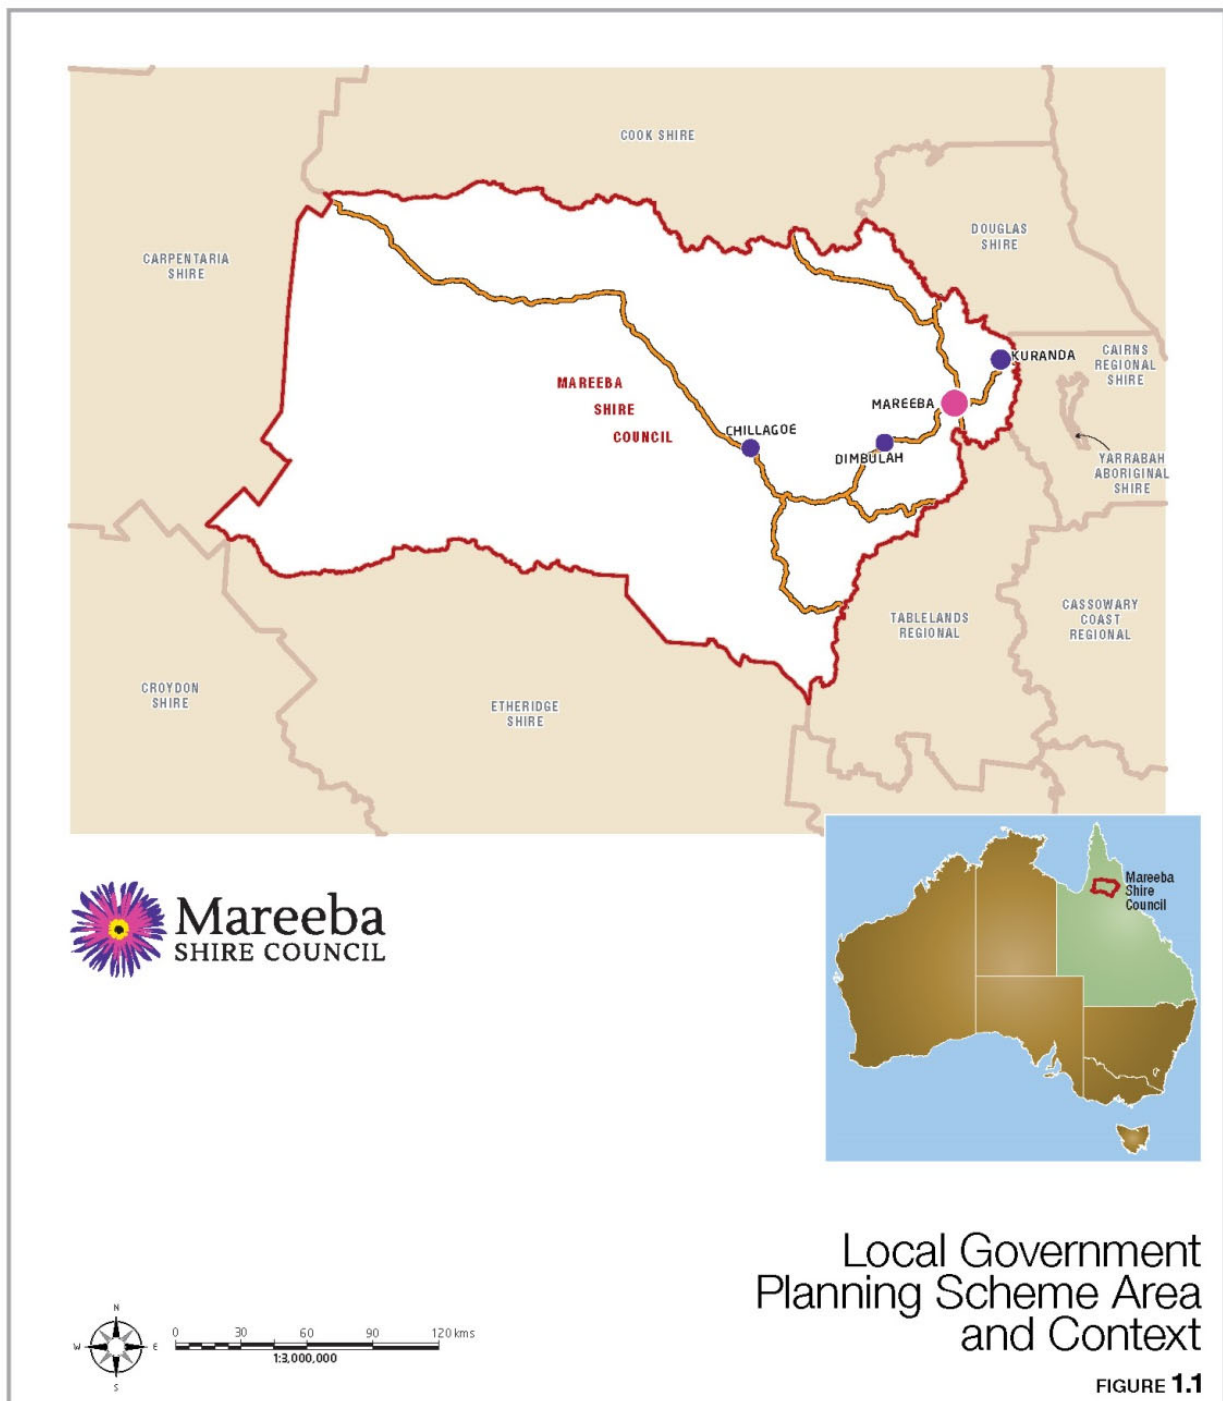 COOK SHIRE
DOUGLAS
SHIRE
CARPENTARIA
SHIRE
CAIRNS
REGIONAL
SHIRE
KURANDA
MAREEBA
SHIRE
COUNCIL
MAREEBA
CHILLAGOE
DIMBULAH
YARRABAH
ABORIGINAL
SHIRE
CASSOWARY
COAST
REGIONAL
TABLELANDS
REGIONAL
CROYDON
SHIRE
ETHERIDGE
SHIRE
Mareeba
Shire
Council
Mareeba
SHIRE COUNCIL
Local Government
Planning Scheme Area
and Context
FIGURE 1.1
N
W E
S
0 30 60 90 120 kms
1:3,000,000